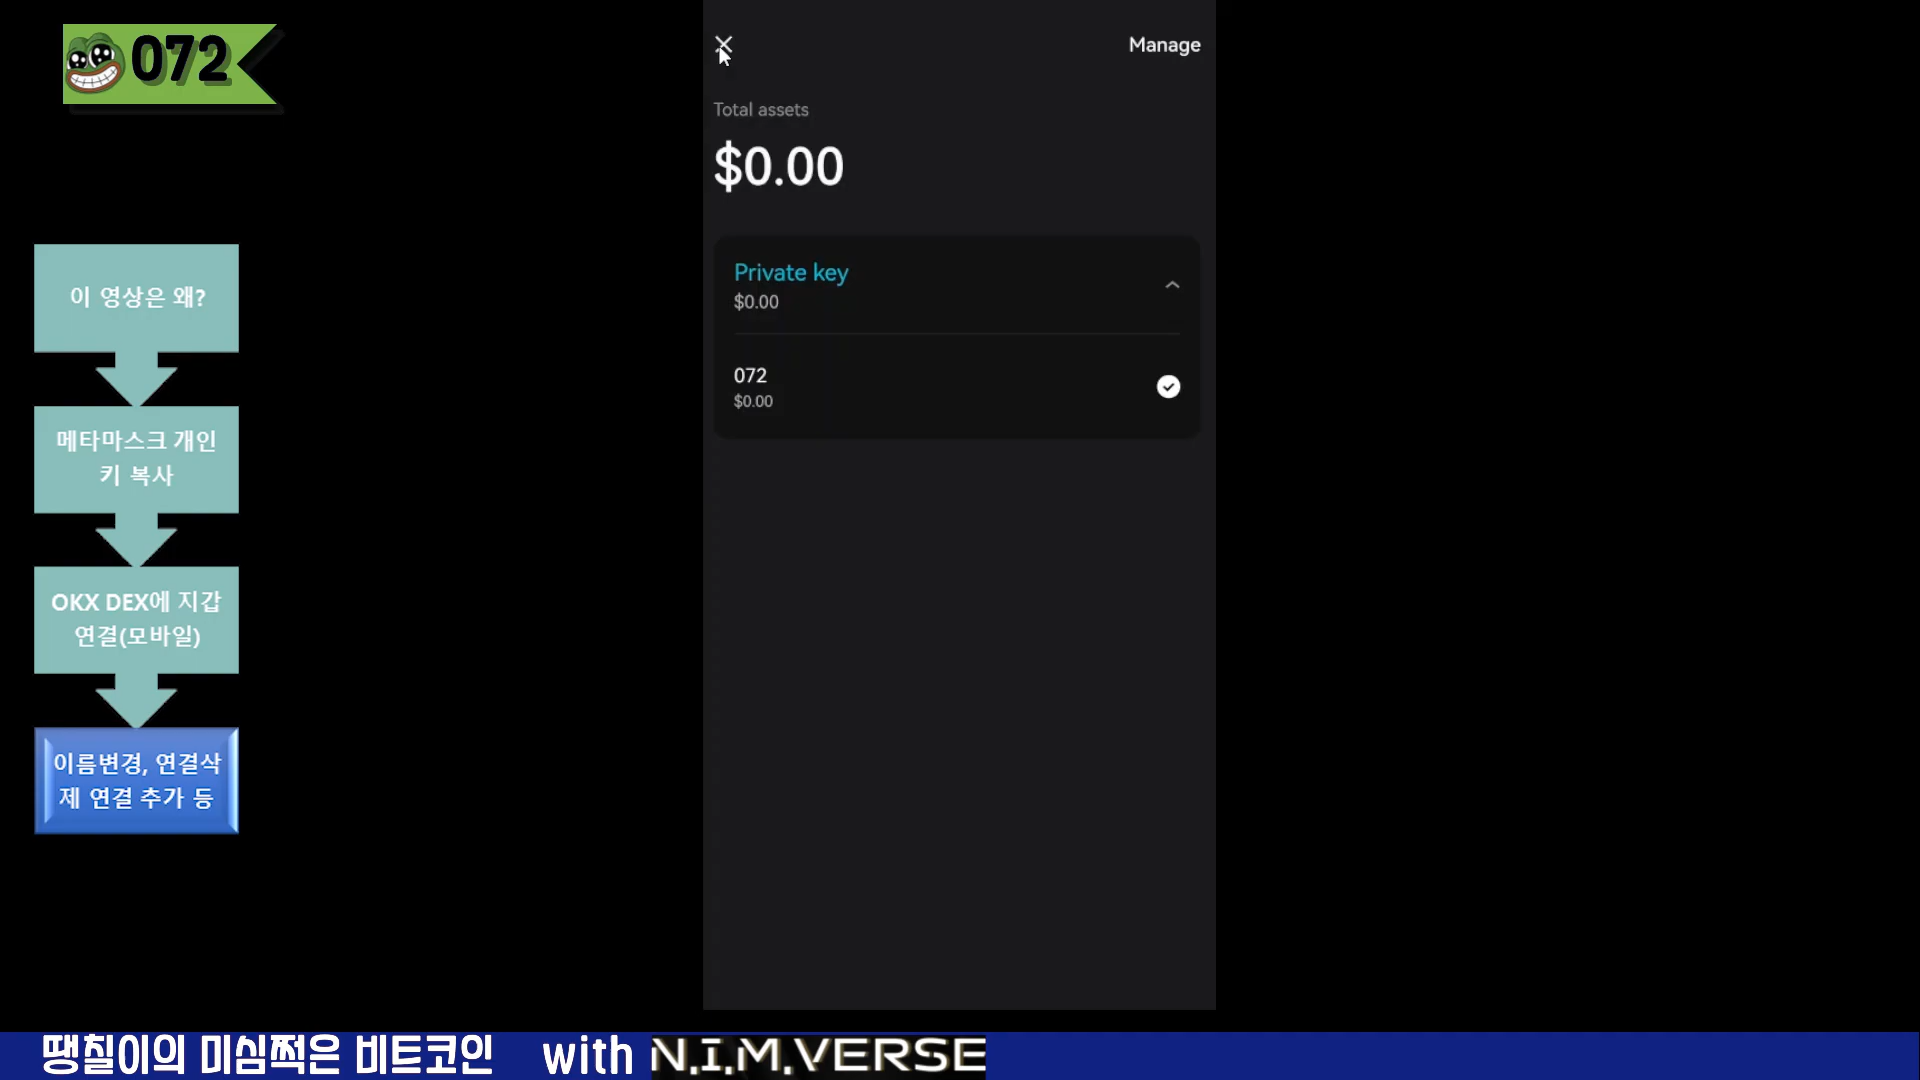 072
이 영상은 왜?
메타마스크 개인
키 복사
OKX DEX에 지갑
연결(모바일)
이름변경, 연결삭
제 연결 추가 등
Manage
Total assets
$0.00
Private key
$0.00
072
$0.00
땡칠이의 미심쩍은 비트코인 with N.I.M.VERSE